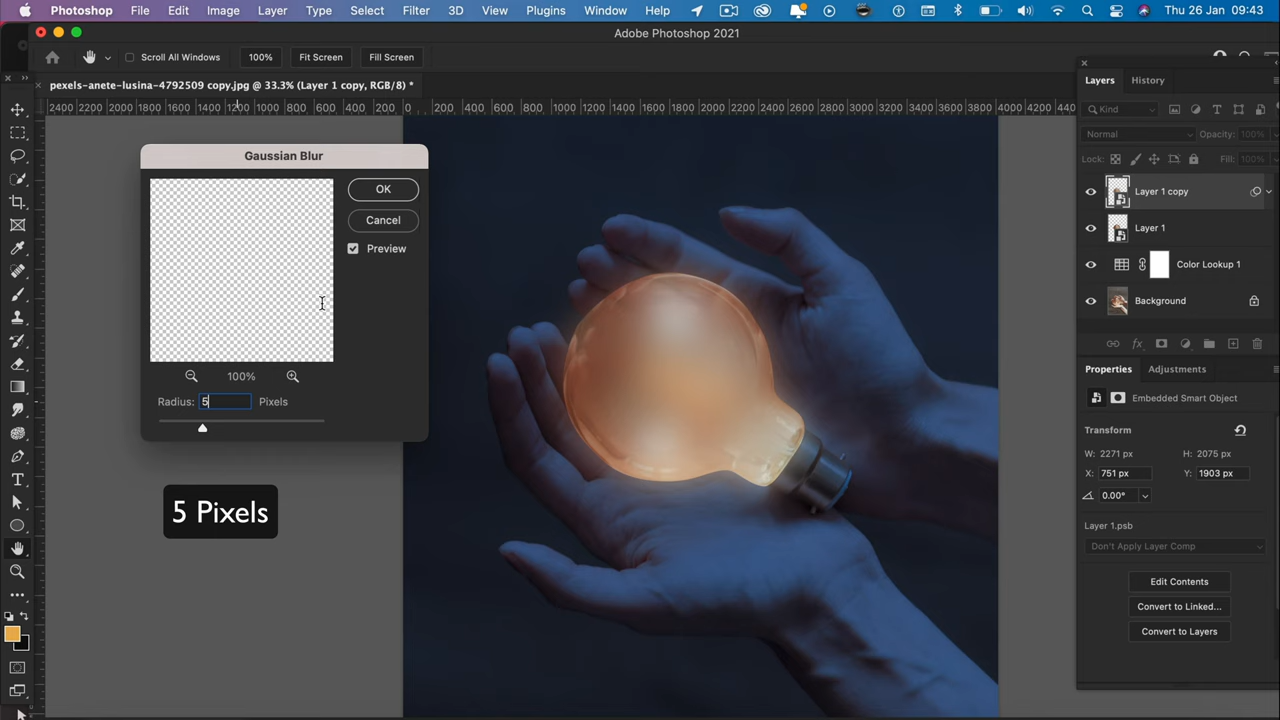 Photoshop File Edit Image Layer Type Select Filter 3D View Plugins Window Help Thu 26 Jan 09:43
Adobe Photoshop 2021
Scroll All Windows 100% Fit Screen Fill Screen
pexels-anete-lusina-4792509 copy.jpg @ 33.3% (Layer 1 copy, RGB/8) *
2400 2200 2000 1800 1600 1400 1200 1000 800 600 400 200 0 200 400 600 800 1000 1200 1400 1600 1800 2000 2200 2400 2600 2800 3000 3200 3400 3600 3800 4000 4200 44
Gaussian Blur
OK
Cancel
Preview
100%
Radius: 5 Pixels
5 Pixels
Layers History
Kind
Normal Opacity: 100%
Lock: Fill: 100%
Layer 1 copy
Layer 1
Color Lookup 1
Background
fx
Properties Adjustments
Embedded Smart Object
Transform
W: 2271 px H: 2075 px
X: 751 px Y: 1903 px
0.00°
Layer 1.psb
Don't Apply Layer Comp
Edit Contents
Convert to Linked...
Convert to Layers